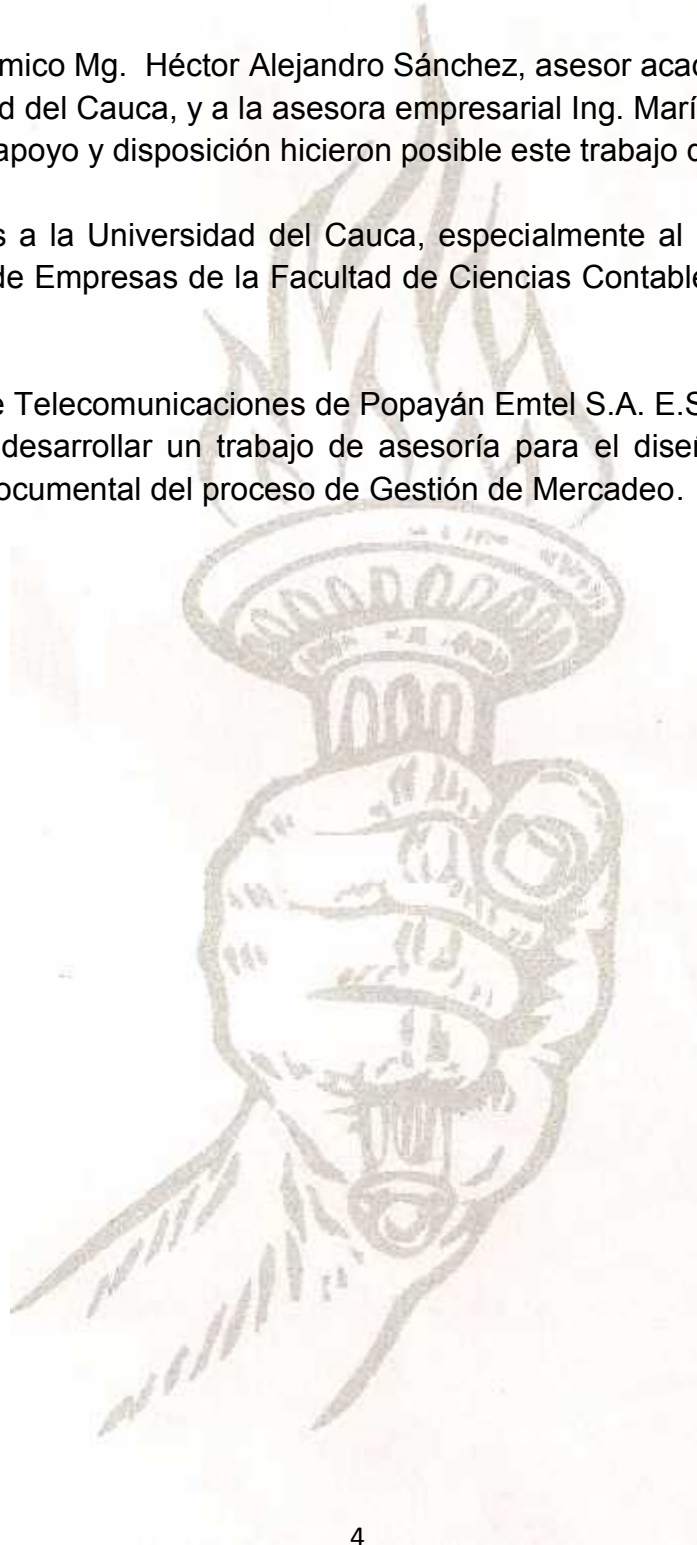 mico Mg. Héctor Alejandro Sánchez, asesor aca
d del Cauca, y a la asesora empresarial Ing. Marí
apoyo y disposición hicieron posible este trabajo
s a la Universidad del Cauca, especialmente al
de Empresas de la Facultad de Ciencias Contable
e Telecomunicaciones de Popayán Emtel S.A. E.S
desarrollar un trabajo de asesoría para el dise
ocumental del proceso de Gestión de Mercadeo.
4